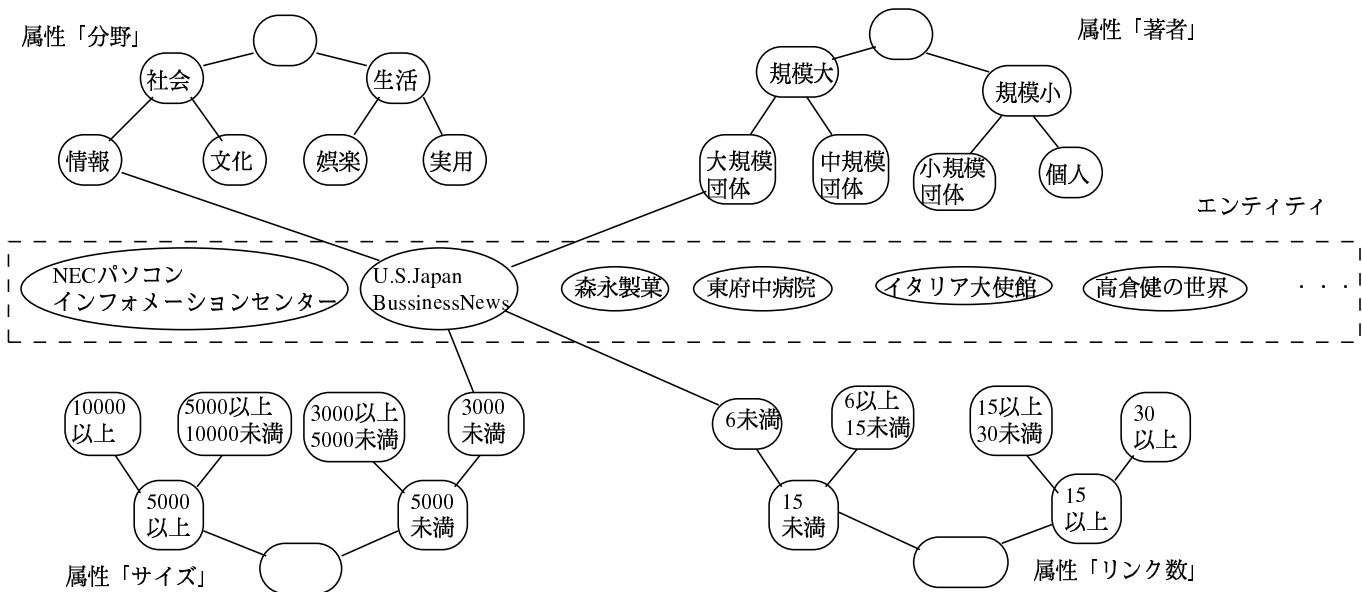 属性「分野」
社会
生活
情報
文化
娯楽
実用
属性「著者」
規模大
規模小
大規模
団体
中規模
団体
小規模
団体
個人
エンティティ
NECパソコン
インフォメーションセンター
U.S.Japan
BussinessNews
森永製菓
東府中病院
イタリア大使館
高倉健の世界
・・・
10000
以上
5000以上
10000未満
3000以上
5000未満
3000
未満
5000
以上
5000
未満
属性「サイズ」
6未満
6以上
15未満
15以上
30未満
30
以上
15
未満
15
以上
属性「リンク数」